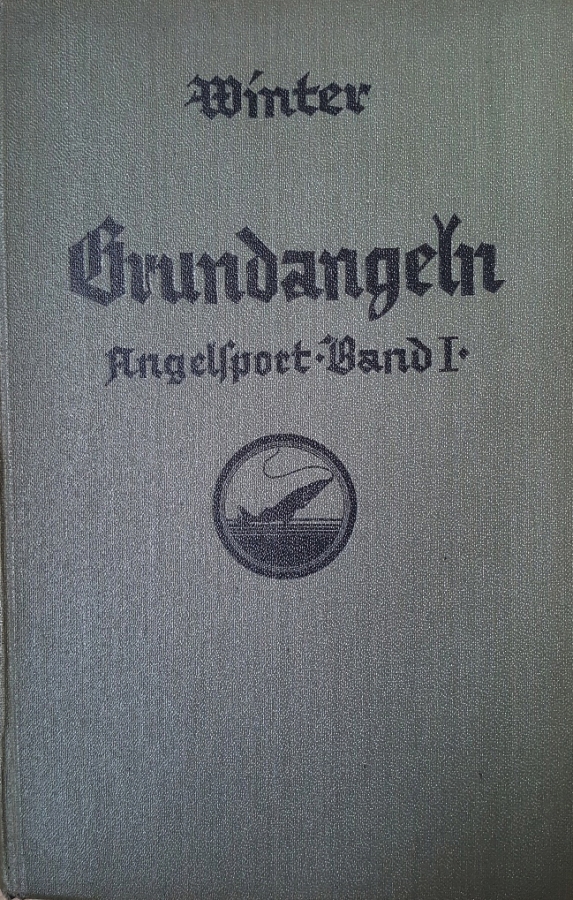 Winter
Grundangeln
Angelſport · Band I ·